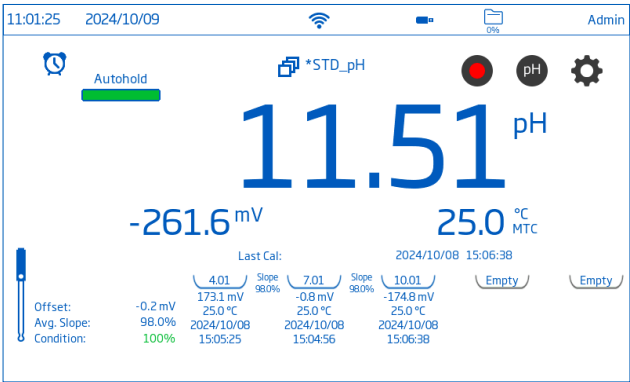 11:01:25 2024/10/09 0% Admin
Autohold *STD_pH pH
11.51 pH
-261.6 mV 25.0 °C MTC
Last Cal: 2024/10/08 15:06:38
4.01 Slope 98.0% 7.01 Slope 98.0% 10.01 Empty Empty
173.1 mV -0.8 mV -174.8 mV
Offset: -0.2 mV 25.0 °C 25.0 °C 25.0 °C
Avg. Slope: 98.0% 2024/10/08 2024/10/08 2024/10/08
Condition: 100% 15:05:25 15:04:56 15:06:38